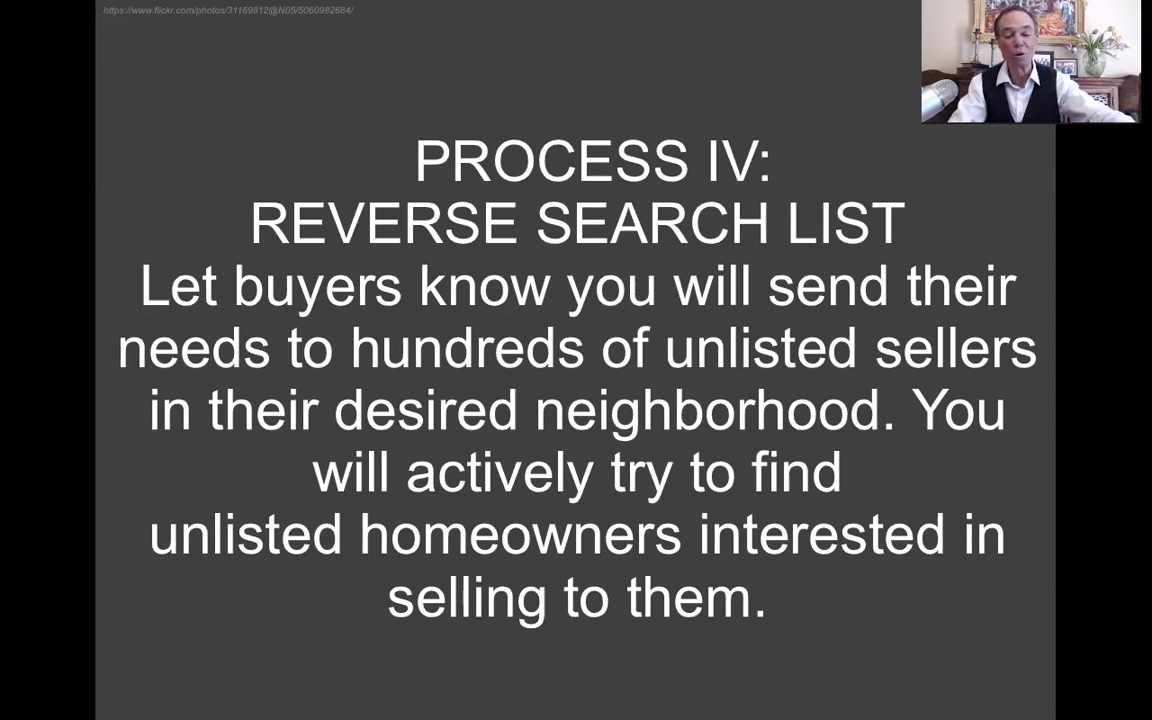 https://www.flickr.com/photos/31169812@N05/5060982684/
PROCESS IV:
REVERSE SEARCH LIST
Let buyers know you will send their
needs to hundreds of unlisted sellers
in their desired neighborhood. You
will actively try to find
unlisted homeowners interested in
selling to them.